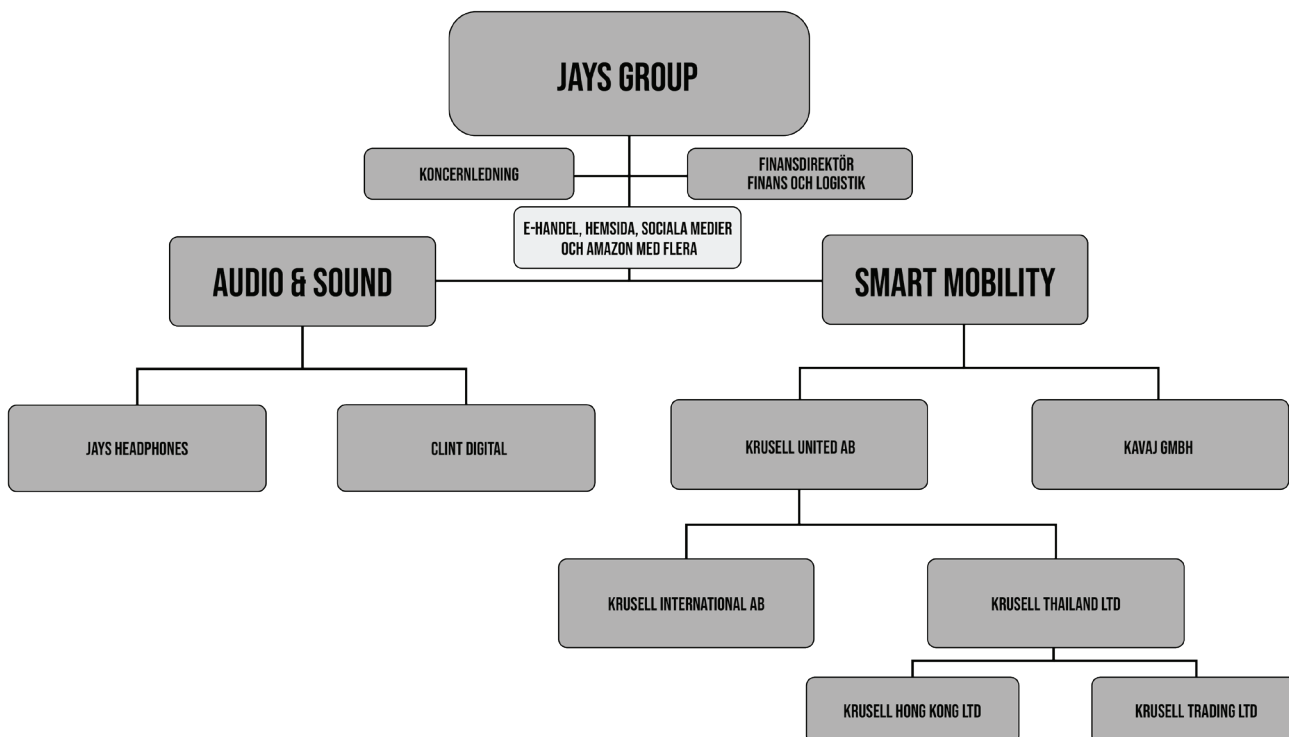 JAYS GROUP
KONCERNLEDNING
FINANSDIREKTÖR
FINANS OCH LOGISTIK
E-HANDEL, HEMSIDA, SOCIALA MEDIER
OCH AMAZON MED FLERA
AUDIO & SOUND
SMART MOBILITY
JAYS HEADPHONES
CLINT DIGITAL
KRUSELL UNITED AB
KAVAJ GMBH
KRUSELL INTERNATIONAL AB
KRUSELL THAILAND LTD
KRUSELL HONG KONG LTD
KRUSELL TRADING LTD